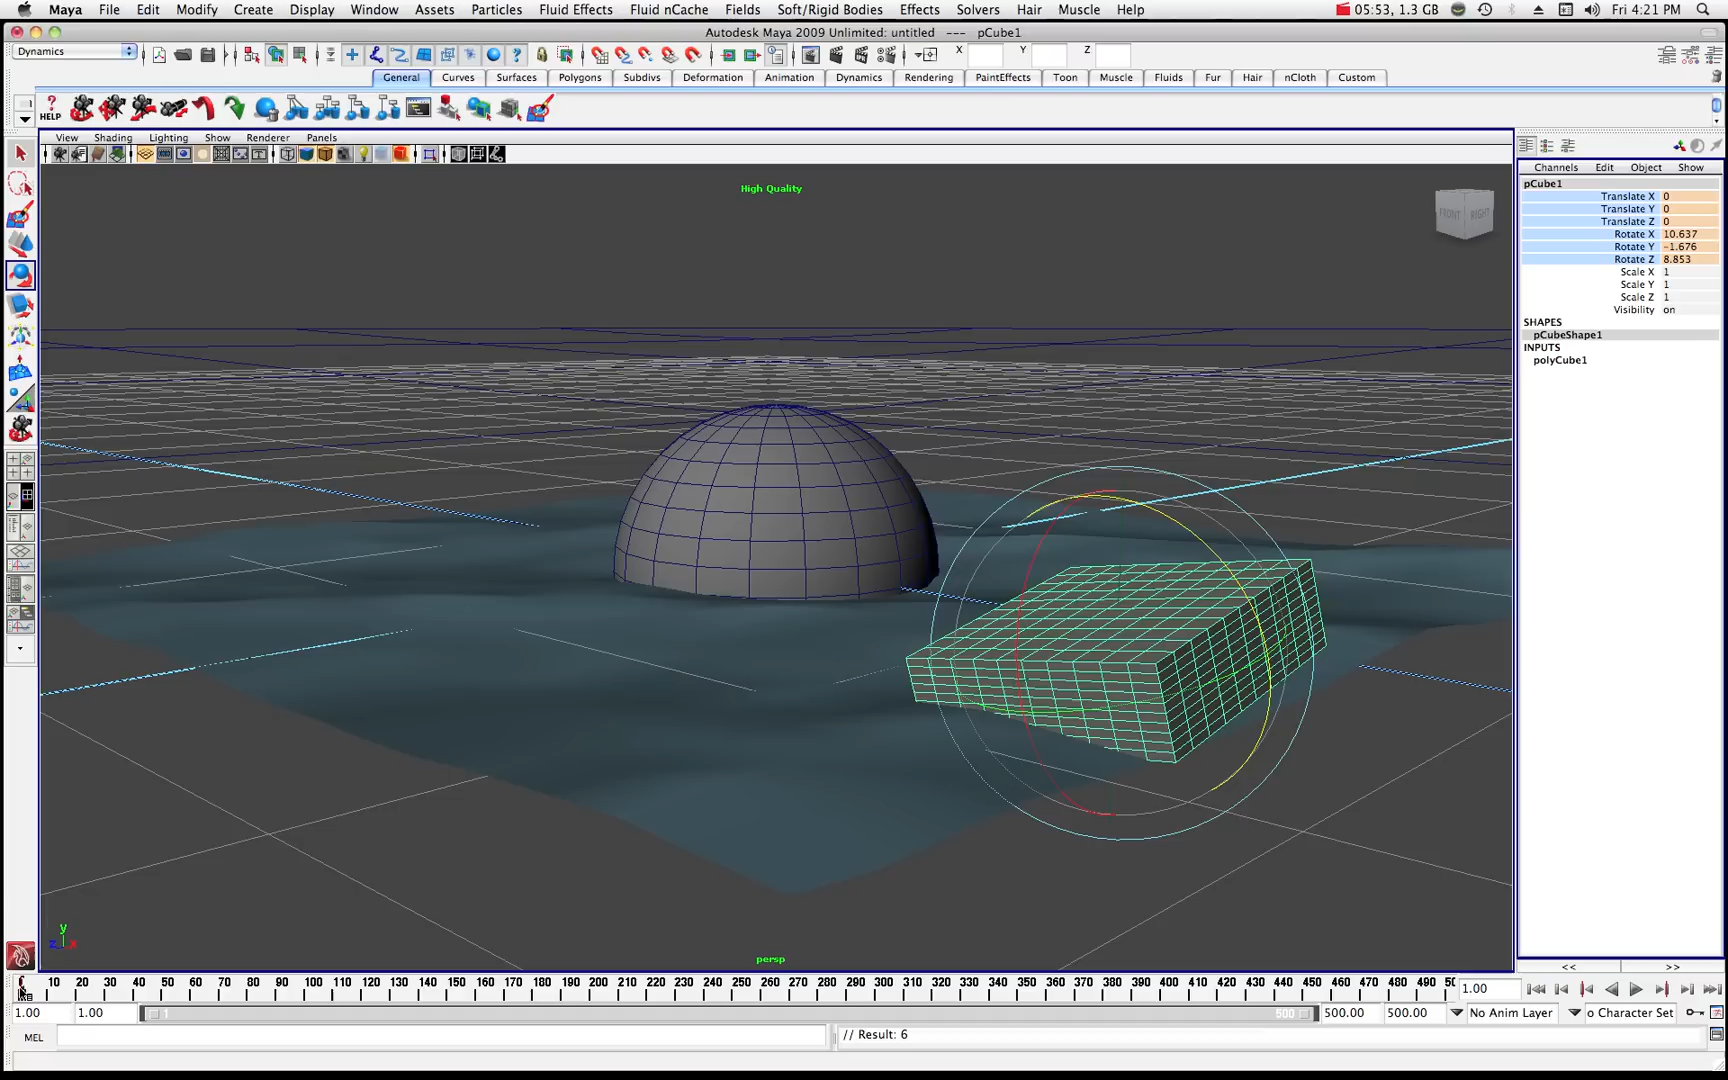 Maya File Edit Modify Create Display Window Assets Particles Fluid Effects Fluid nCache Fields Soft/Rigid Bodies Effects Solvers Hair Muscle Help 05:53, 1.3 GB Fri 4:21 PM
Autodesk Maya 2009 Unlimited: untitled --- pCube1
Dynamics X Y Z
General Curves Surfaces Polygons Subdivs Deformation Animation Dynamics Rendering PaintEffects Toon Muscle Fluids Fur Hair nCloth Custom
HELP
View Shading Lighting Show Renderer Panels
High Quality
FRONT RIGHT
Channels Edit Object Show
pCube1
Translate X 0
Translate Y 0
Translate Z 0
Rotate X 10.637
Rotate Y -1.676
Rotate Z 8.853
Scale X 1
Scale Y 1
Scale Z 1
Visibility on
SHAPES
pCubeShape1
INPUTS
polyCube1
y
z x
persp
<< >>
10 20 30 40 50 60 70 80 90 100 110 120 130 140 150 160 170 180 190 200 210 220 230 240 250 260 270 280 290 300 310 320 330 340 350 360 370 380 390 400 410 420 430 440 450 460 470 480 490 50 1.00
1.00 1.00 1 500 500.00 500.00 No Anim Layer o Character Set
MEL // Result: 6